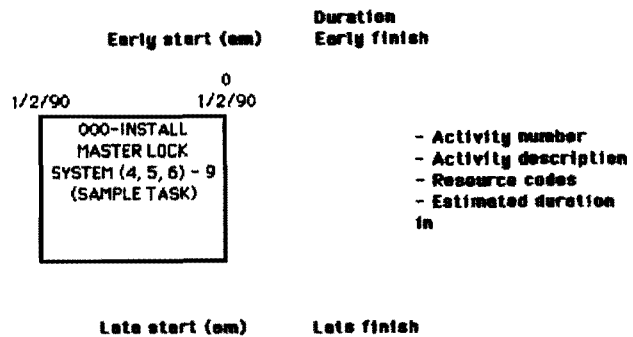 Duration
Early start (am) Early finish
0
1/2/90 1/2/90
000-INSTALL
MASTER LOCK
SYSTEM (4, 5, 6) - 9
(SAMPLE TASK)
- Activity number
- Activity description
- Resource codes
- Estimated duration
in
Late start (am) Late finish